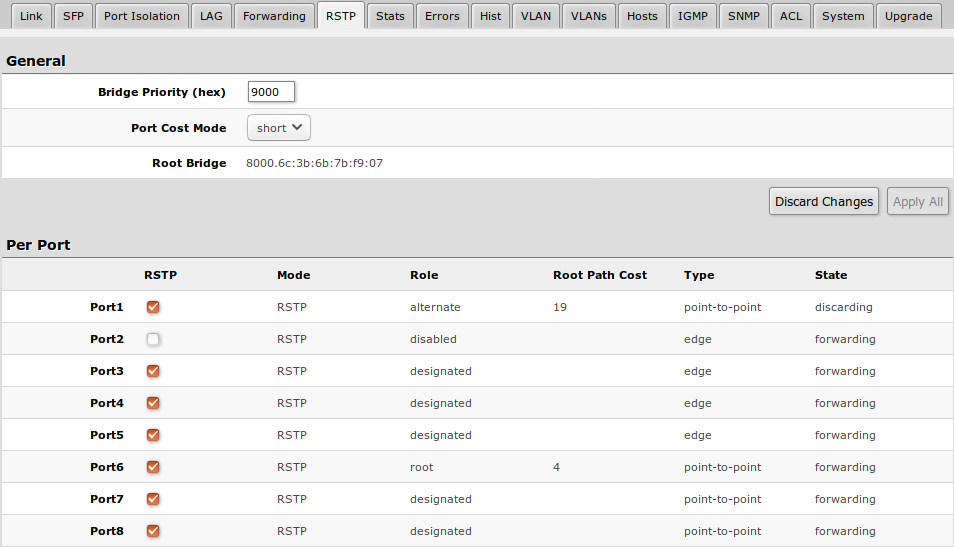 Link SFP Port Isolation LAG Forwarding RSTP Stats Errors Hist VLAN VLANs Hosts IGMP SNMP ACL System Upgrade
General
Bridge Priority (hex) 9000
Port Cost Mode short
Root Bridge 8000.6c:3b:6b:7b:f9:07
Discard Changes Apply All
Per Port
RSTP Mode Role Root Path Cost Type State
Port1 RSTP alternate 19 point-to-point discarding
Port2 RSTP disabled edge forwarding
Port3 RSTP designated edge forwarding
Port4 RSTP designated edge forwarding
Port5 RSTP designated edge forwarding
Port6 RSTP root 4 point-to-point forwarding
Port7 RSTP designated point-to-point forwarding
Port8 RSTP designated point-to-point forwarding